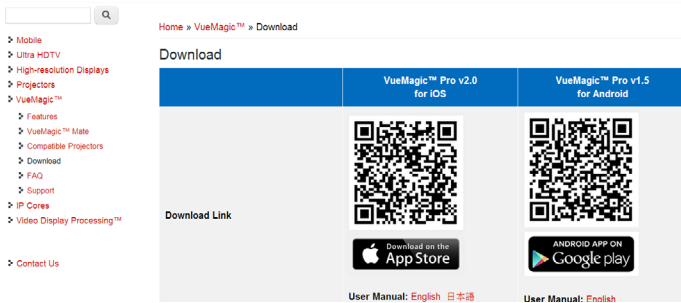 Home » VueMagic™ » Download
Mobile
Ultra HDTV
High-resolution Displays
Projectors
VueMagic™
Features
VueMagic™ Mate
Compatible Projectors
Download
FAQ
Support
IP Cores
Video Display Processing™
Contact Us
Download
VueMagic™ Pro v2.0
for iOS
VueMagic™ Pro v1.5
for Android
Download Link
Download on the
App Store
ANDROID APP ON
Google play
User Manual: English 日本語
User Manual: English